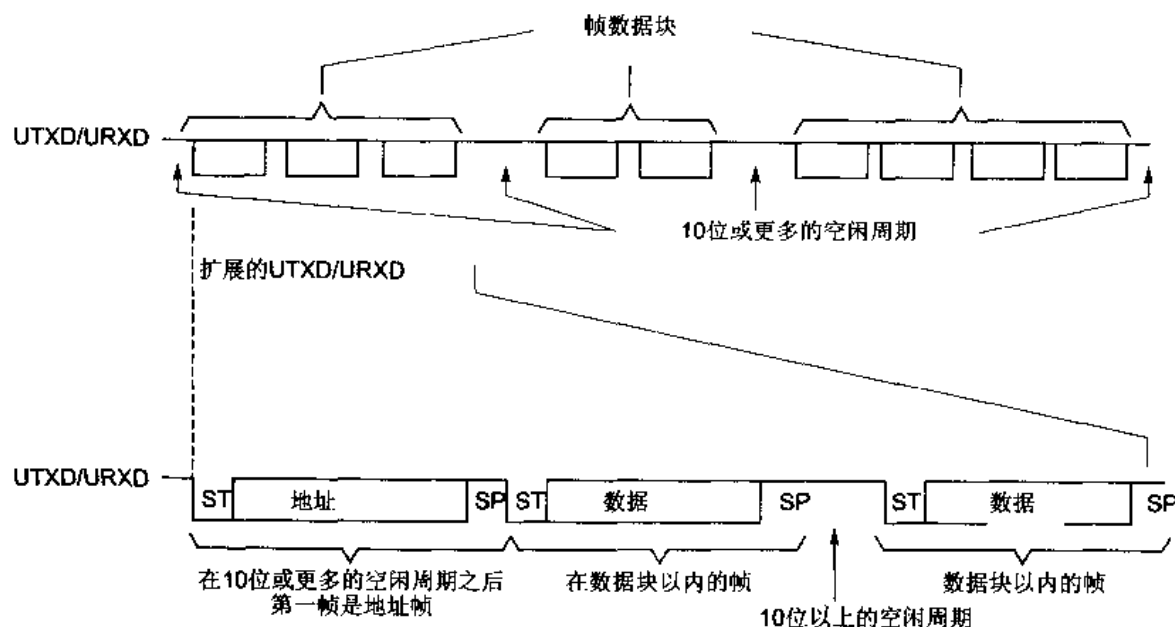 帧数据块
UTXD/URXD
10位或更多的空闲周期
扩展的UTXD/URXD
UTXD/URXD
ST 地址 SP ST 数据 SP ST 数据 SP
在10位或更多的空闲周期之后 在数据块以内的帧 数据块以内的帧
第一帧是地址帧
10位以上的空闲周期